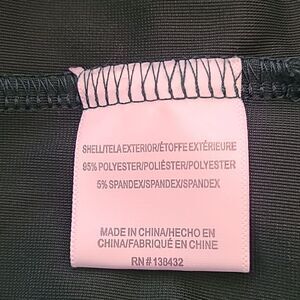 SHELL/TELA EXTERIOR/ÉTOFFE EXTÉRIEURE
95% POLYESTER/POLIÉSTER/POLYESTER
5% SPANDEX/SPANDEX/SPANDEX
MADE IN CHINA/HECHO EN
CHINA/FABRIQUÉ EN CHINE
RN # 138432